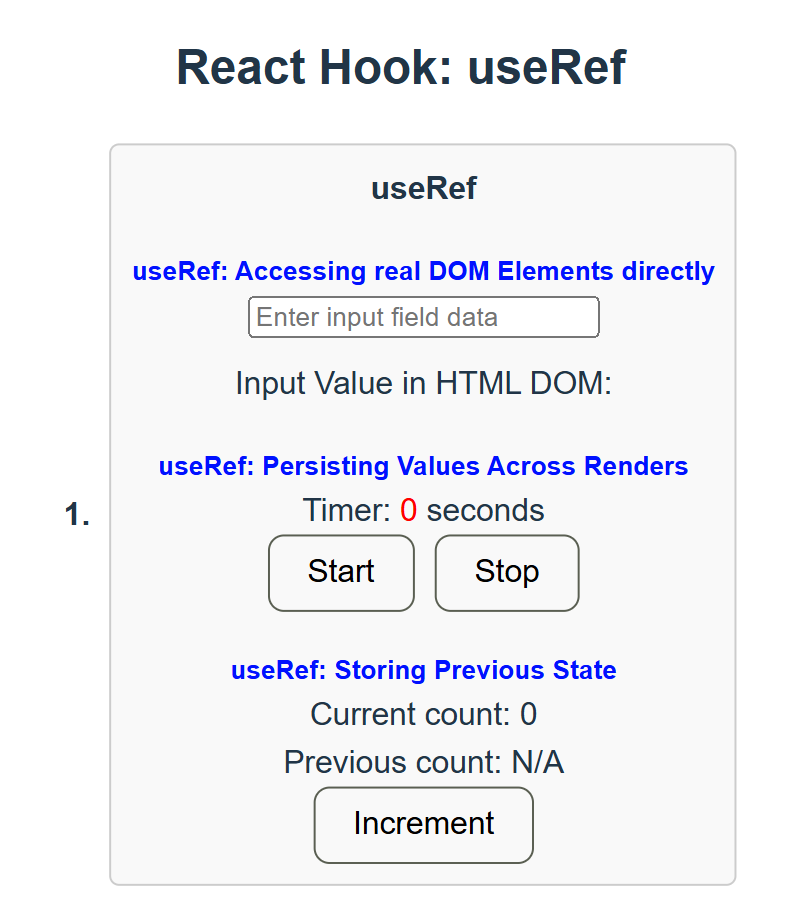 React Hook: useRef
useRef
useRef: Accessing real DOM Elements directly
Enter input field data
Input Value in HTML DOM:
useRef: Persisting Values Across Renders
1.
Timer: 0 seconds
Start Stop
useRef: Storing Previous State
Current count: 0
Previous count: N/A
Increment